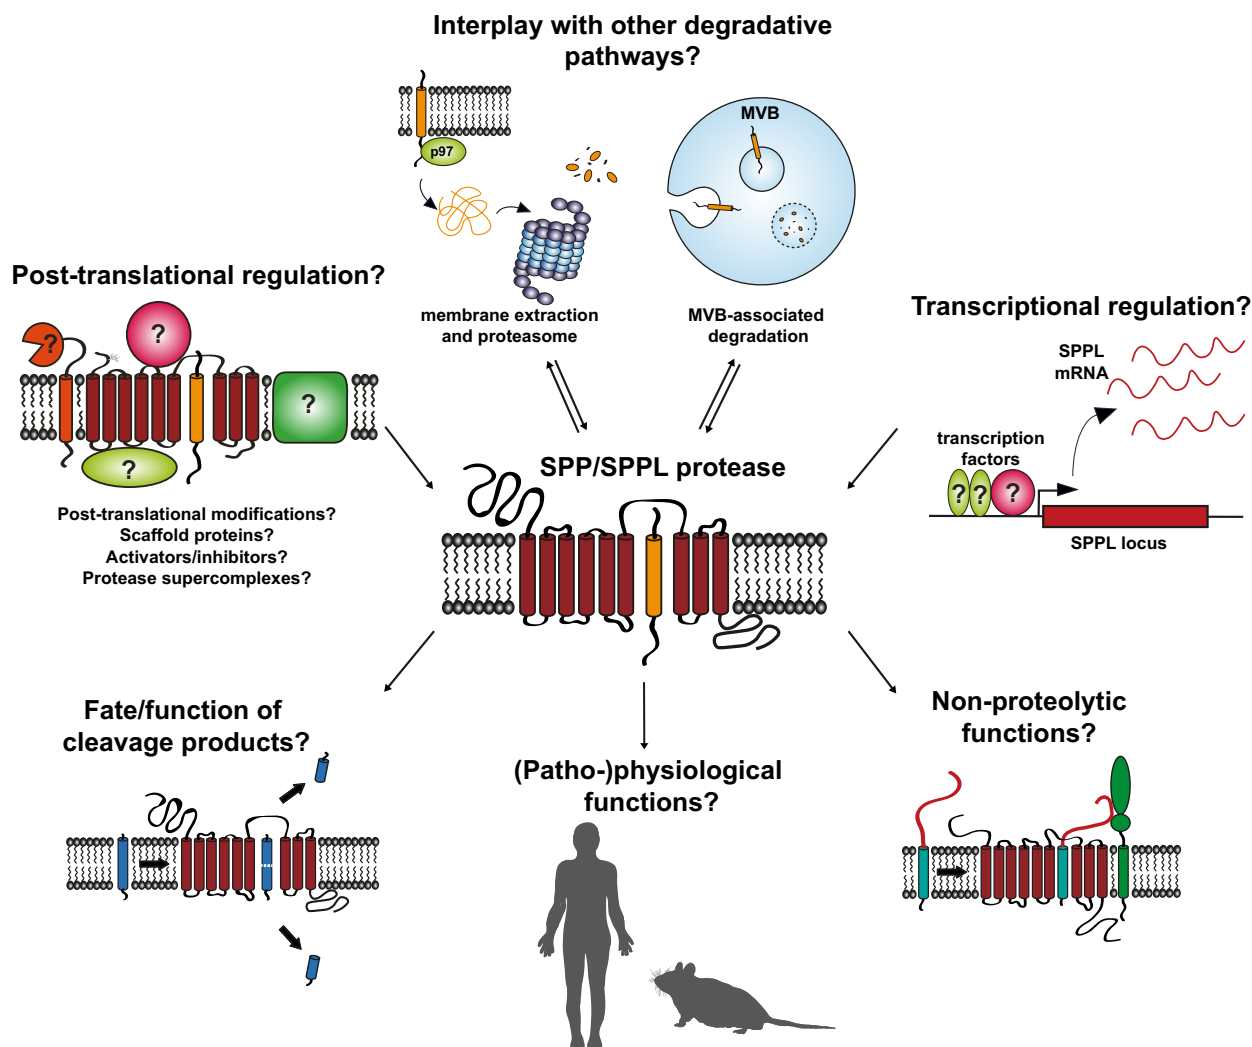 Interplay with other degradative
pathways?
p97
MVB
membrane extraction
and proteasome
MVB-associated
degradation
Post-translational regulation?
?
?
?
?
Post-translational modifications?
Scaffold proteins?
Activators/inhibitors?
Protease supercomplexes?
Transcriptional regulation?
SPPL
mRNA
transcription
factors
? ? ?
SPPL locus
SPP/SPPL protease
Fate/function of
cleavage products?
(Patho-)physiological
functions?
Non-proteolytic
functions?